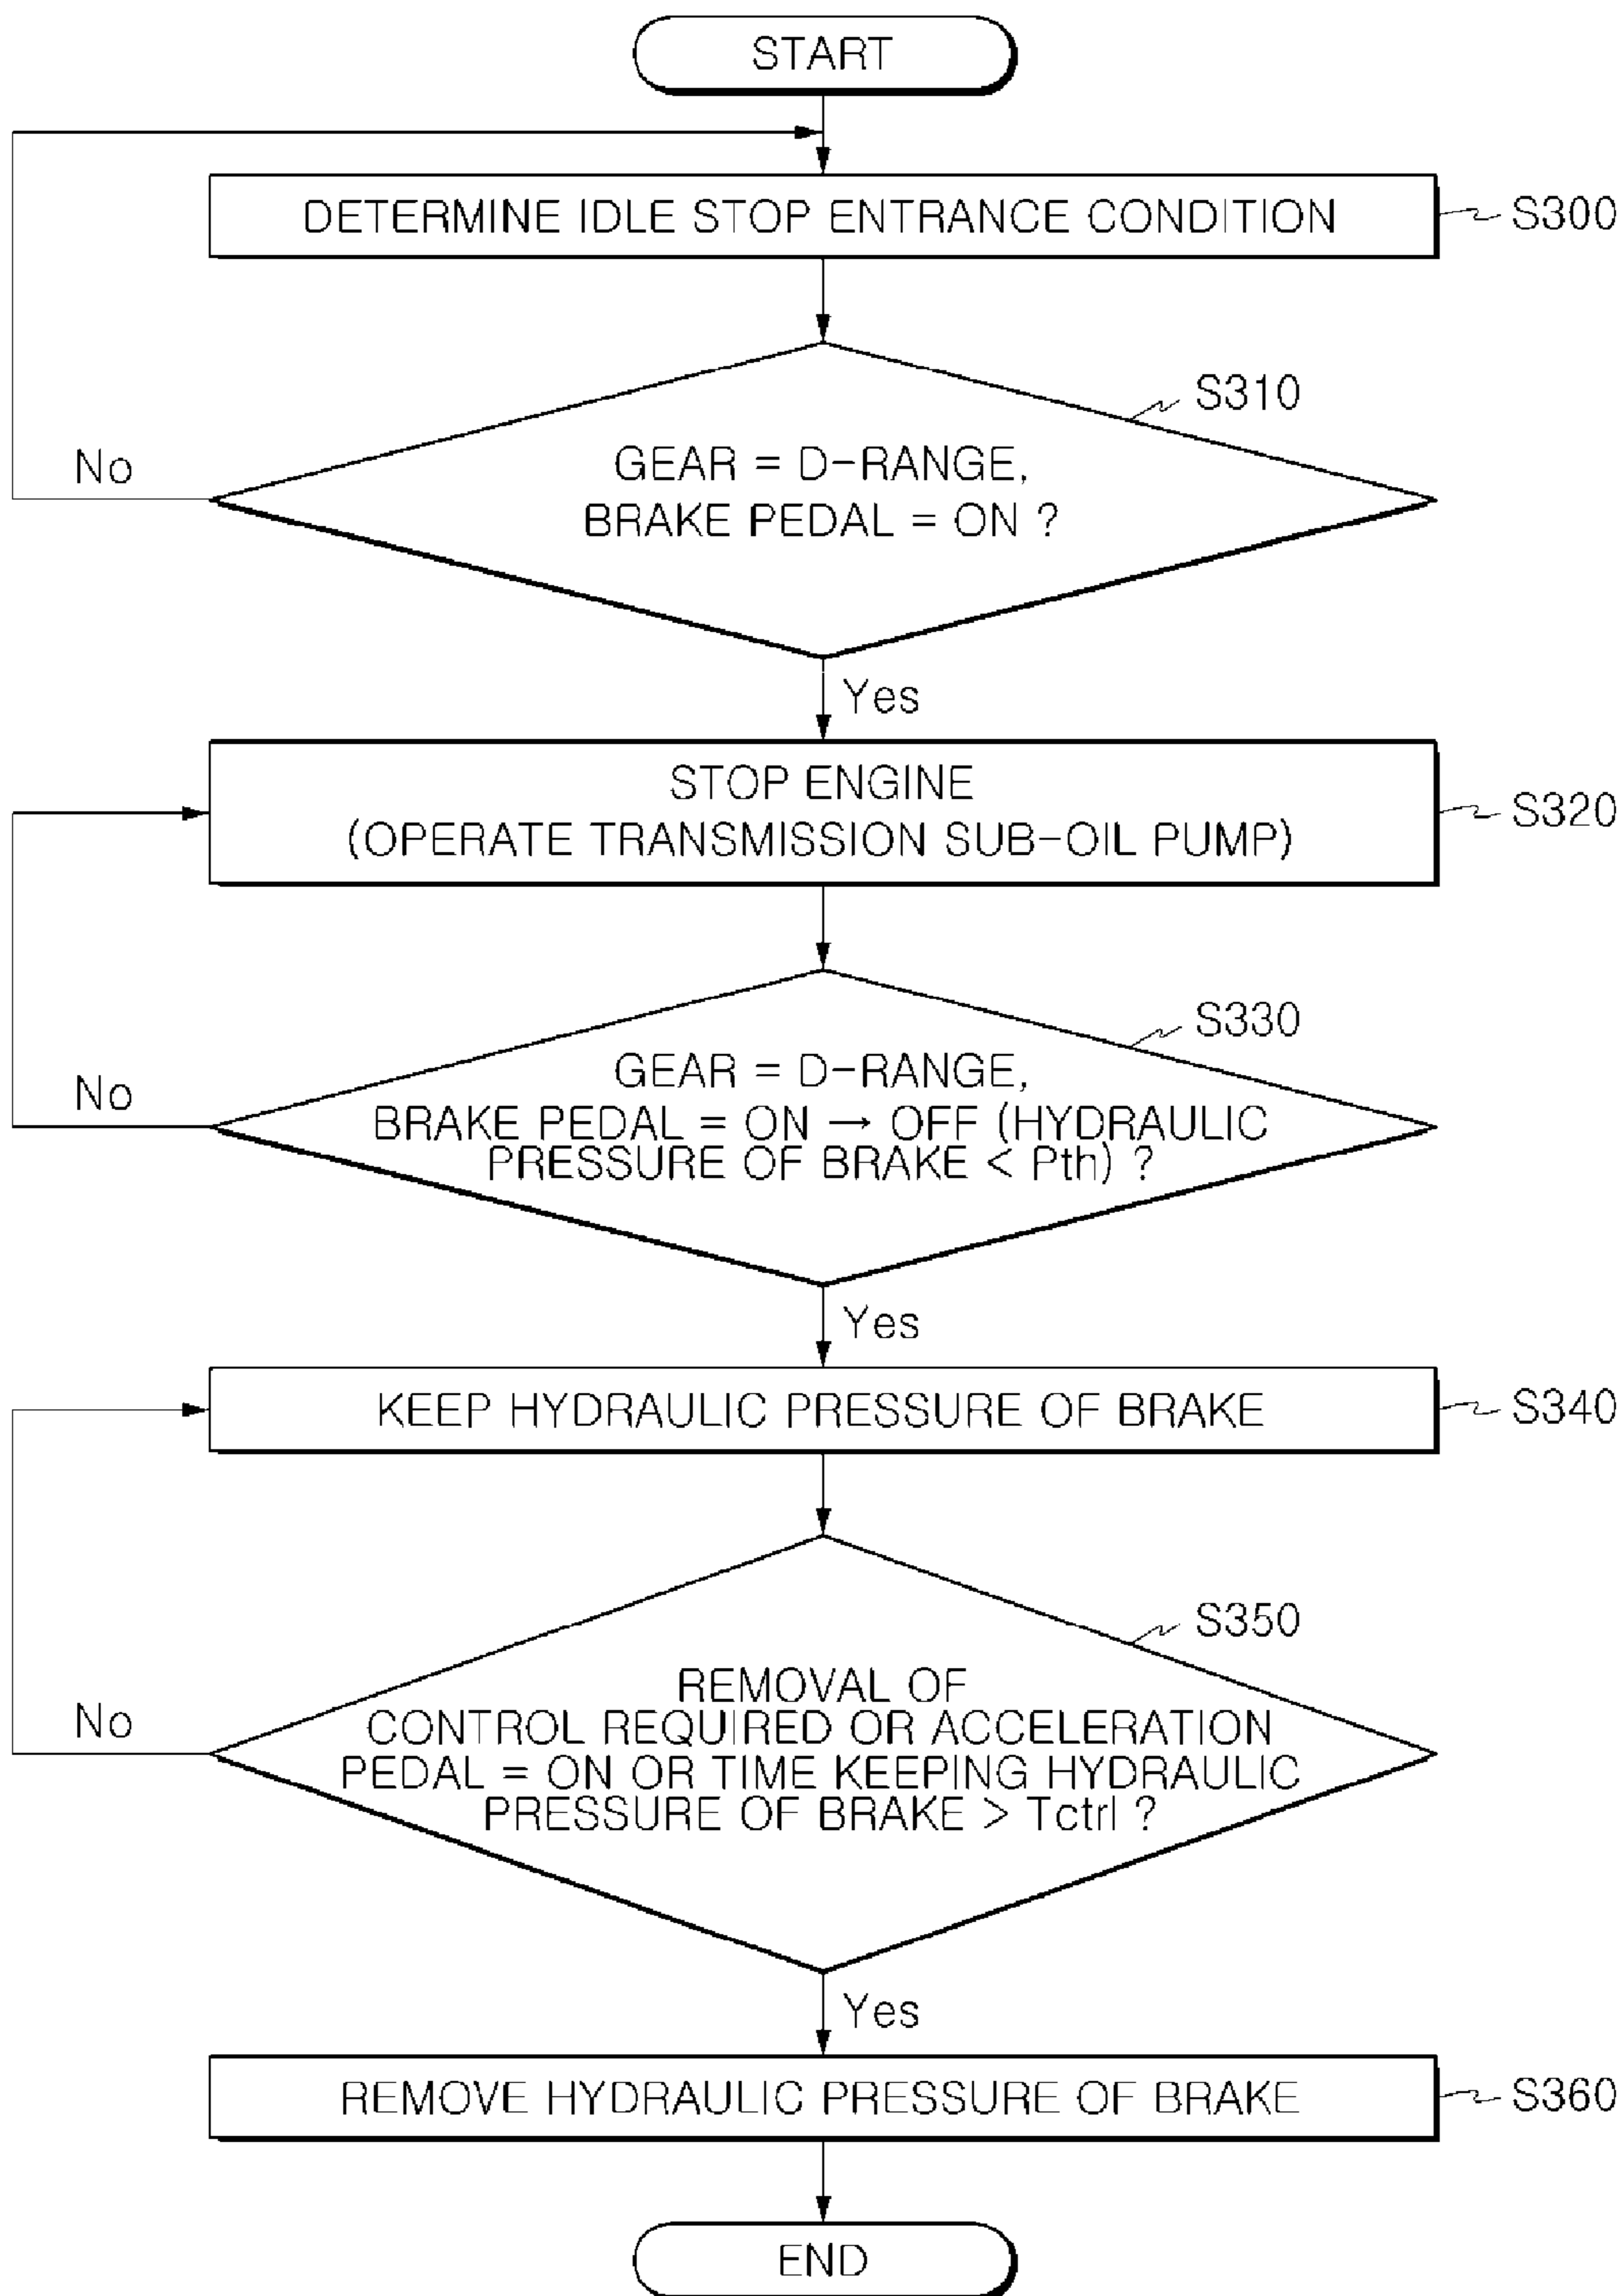 START
DETERMINE IDLE STOP ENTRANCE CONDITION
S300
S310
GEAR = D-RANGE,
BRAKE PEDAL = ON ?
No
Yes
STOP ENGINE
(OPERATE TRANSMISSION SUB-OIL PUMP)
S320
S330
GEAR = D-RANGE,
BRAKE PEDAL = ON → OFF (HYDRAULIC
PRESSURE OF BRAKE < Pth) ?
No
Yes
KEEP HYDRAULIC PRESSURE OF BRAKE
S340
S350
REMOVAL OF
CONTROL REQUIRED OR ACCELERATION
PEDAL = ON OR TIME KEEPING HYDRAULIC
PRESSURE OF BRAKE > Tctrl ?
No
Yes
REMOVE HYDRAULIC PRESSURE OF BRAKE
S360
END